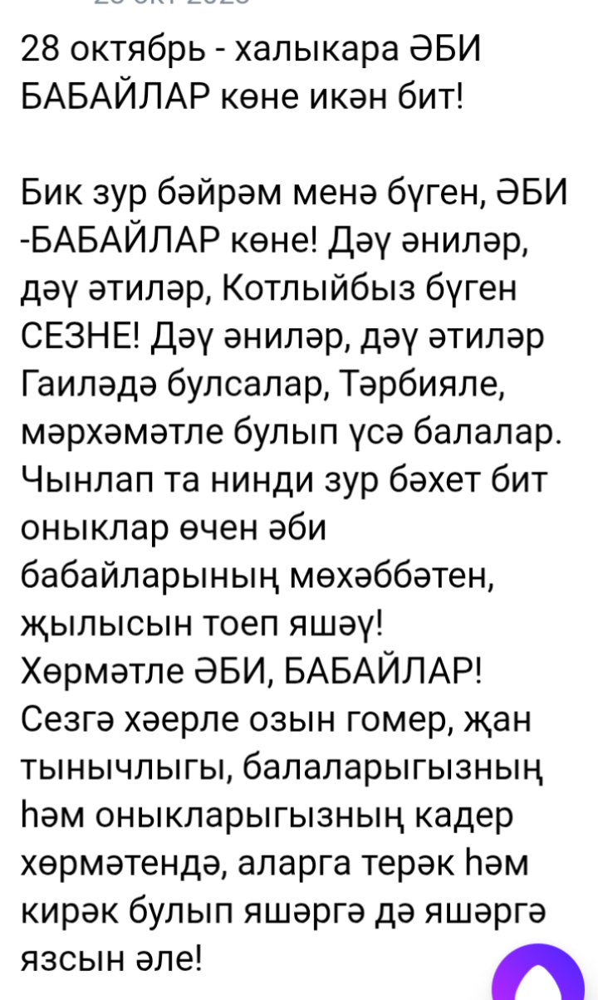 28 октябрь - халыкара ӘБИ
БАБАЙЛАР көне икән бит!
Бик зур бәйрәм менә бүген, ӘБИ
-БАБАЙЛАР көне! Дәү әниләр,
дәү әтиләр, Котлыйбыз бүген
СЕЗНЕ! Дәү әниләр, дәү әтиләр
Гаиләдә булсалар, Тәрбияле,
мәрхәмәтле булып үсә балалар.
Чынлап та нинди зур бәхет бит
оныклар өчен әби
бабайларының мөхәббәтен,
җылысын тоеп яшәү!
Хөрмәтле ӘБИ, БАБАЙЛАР!
Сезгә хәерле озын гомер, җан
тынычлыгы, балаларыгызның
һәм оныкларыгызның кадер
хөрмәтендә, аларга терәк һәм
кирәк булып яшәргә дә яшәргә
язсын әле!